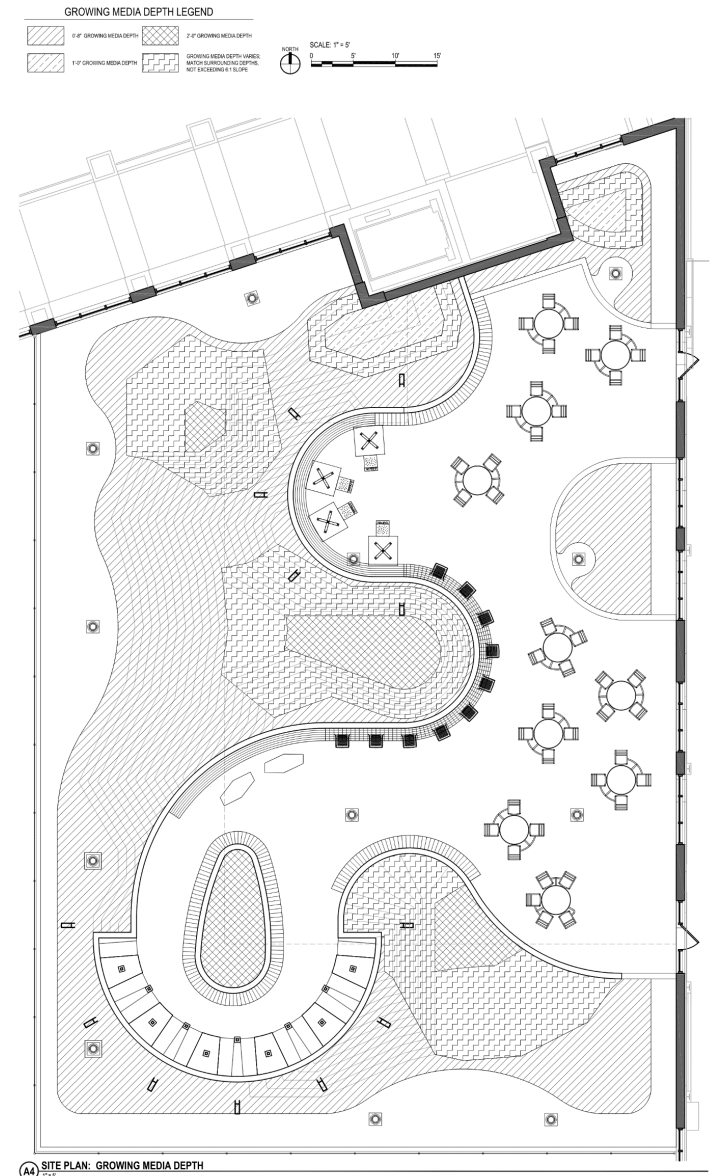 GROWING MEDIA DEPTH LEGEND
0'-8" GROWING MEDIA DEPTH
2'-0" GROWING MEDIA DEPTH
1'-0" GROWING MEDIA DEPTH
GROWING MEDIA DEPTH VARIES;
MATCH SURROUNDING DEPTHS,
NOT EXCEEDING 6:1 SLOPE
NORTH
SCALE: 1" = 5'
0 5' 10' 15'
A4 SITE PLAN: GROWING MEDIA DEPTH
1" = 5'